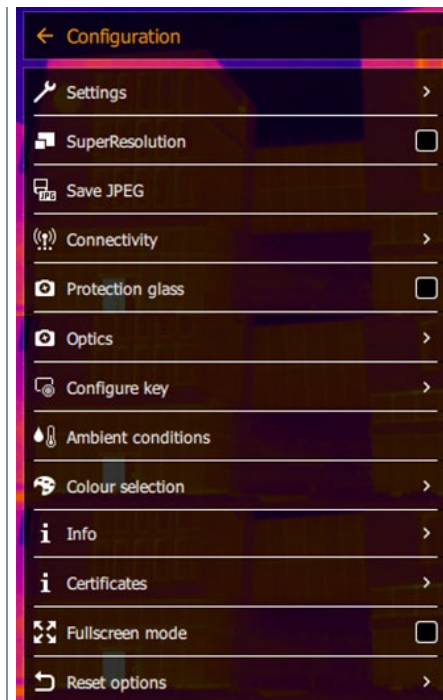 Configuration
Settings
SuperResolution
JPG
Save JPEG
Connectivity
Protection glass
Optics
Configure key
Ambient conditions
Colour selection
Info
Certificates
Fullscreen mode
Reset options